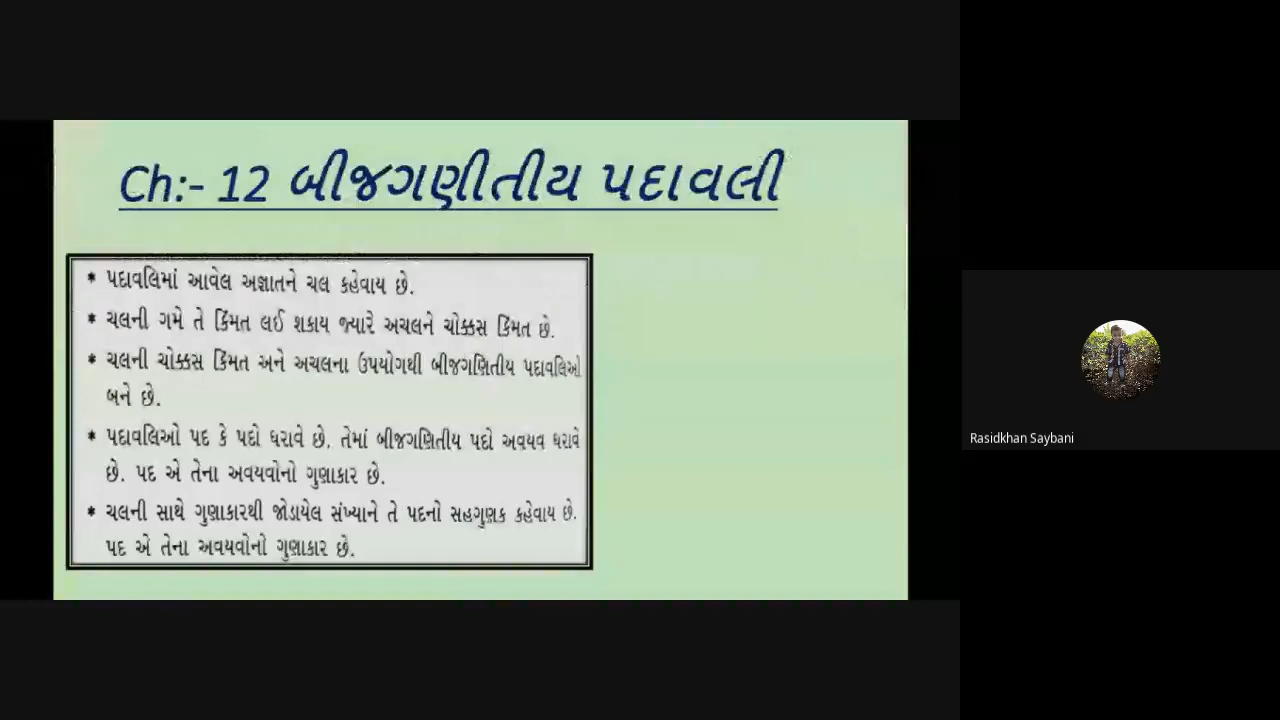 Ch:- 12 બીજગણીતીય પદાવલી
* પદાવલિમાં આવેલ અજ્ઞાતને ચલ કહેવાય છે.
* ચલની ગમે તે કિંમત લઈ શકાય જ્યારે અચલને ચોક્કસ કિંમત છે.
* ચલની ચોક્કસ કિંમત અને અચલના ઉપયોગથી બીજગણિતીય પદાવલિઓ
બને છે.
* પદાવલિઓ પદ કે પદો ધરાવે છે. તેમાં બીજગણિતીય પદો અવયવ ધરાવે
છે. પદ એ તેના અવયવોનો ગુણાકાર છે.
* ચલની સાથે ગુણાકારથી જોડાયેલ સંખ્યાને તે પદનો સહગુણક કહેવાય છે.
પદ એ તેના અવયવોનો ગુણાકાર છે.
Rasidkhan Saybani